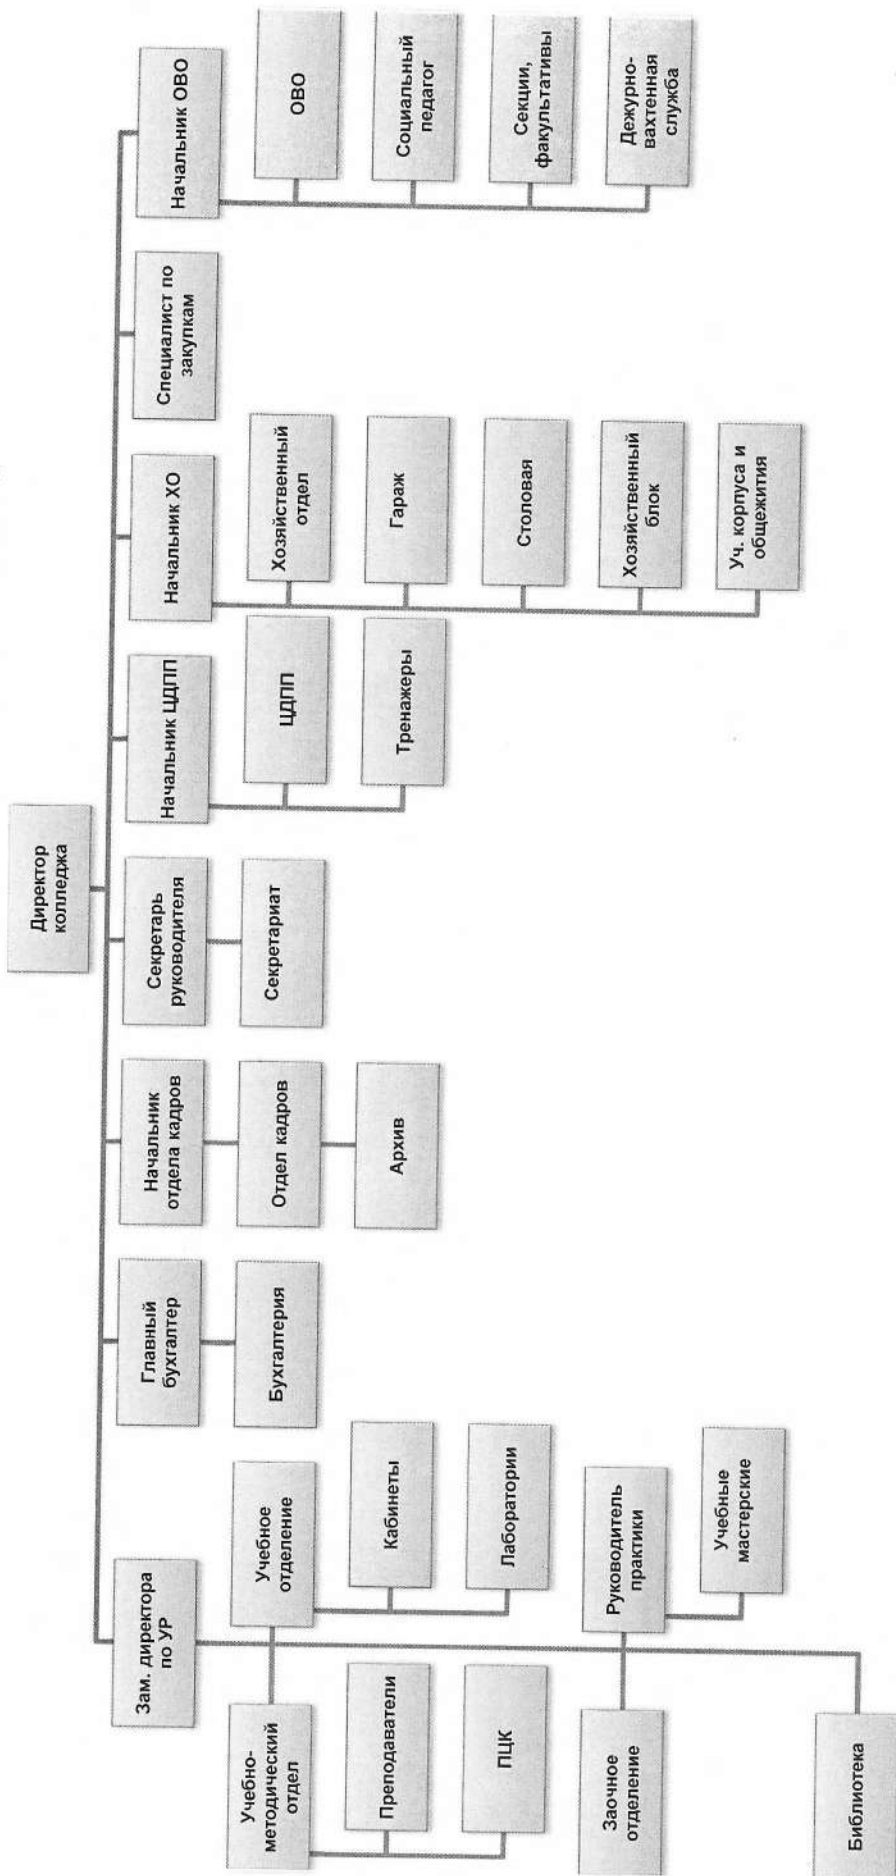 Директор
колледжа
Зам. директора
по УР
Главный
бухгалтер
Начальник
отдела кадров
Секретарь
руководителя
Начальник ЦДПП
Начальник ХО
Специалист по
закупкам
Начальник ОВО
Учебно-
методический
отдел
Преподаватели
ПЦК
Учебное
отделение
Кабинеты
Лаборатории
Заочное
отделение
Руководитель
практики
Учебные
мастерские
Библиотека
Бухгалтерия
Отдел кадров
Архив
Секретариат
ЦДПП
Тренажеры
Хозяйственный
отдел
Гараж
Столовая
Хозяйственный
блок
Уч. корпуса и
общежития
ОВО
Социальный
педагог
Секции,
факультативы
Дежурно-
вахтенная
служба